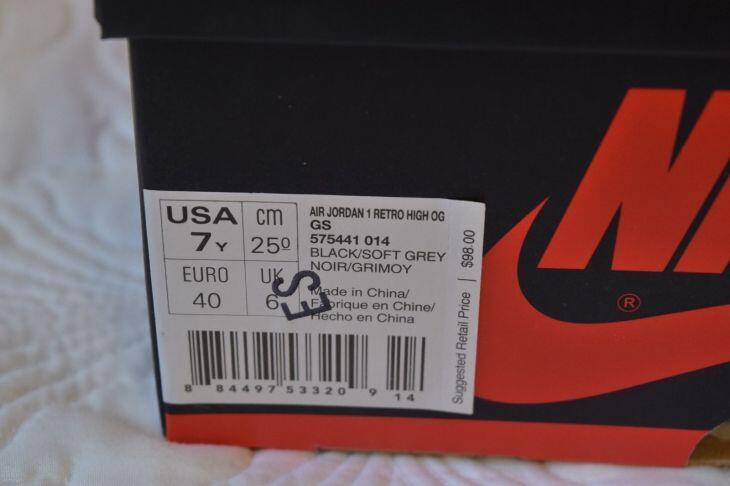 USA
7Y
cm
25⁰
EURO
40
UK
6
ES
AIR JORDAN 1 RETRO HIGH OG
GS
575441 014
BLACK/SOFT GREY
NOIR/GRIMOY
Made in China/
Fabrique en Chine/
Hecho en China
8 84497 53320 9 14
Suggested Retail Price | $98.00
®